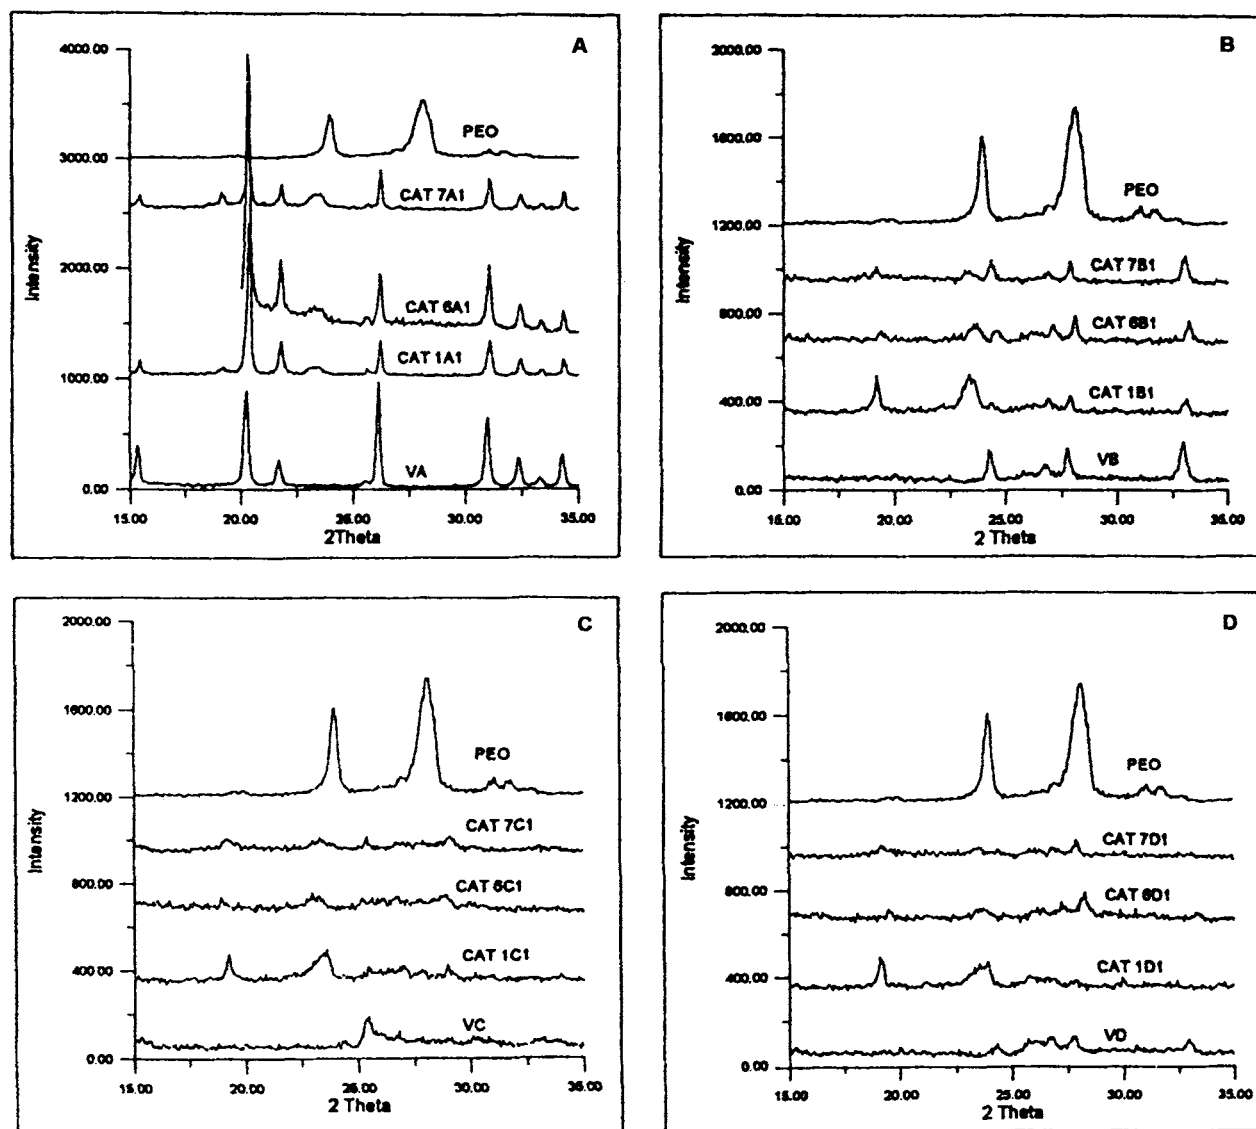 A
4000.00
3000.00
2000.00
1000.00
0.00
Intensity
PEO
CAT 7A1
CAT 6A1
CAT 1A1
VA
15.00 20.00 25.00 30.00 35.00
2Theta
B
2000.00
1600.00
1200.00
800.00
400.00
0.00
Intensity
PEO
CAT 7B1
CAT 6B1
CAT 1B1
VB
15.00 20.00 25.00 30.00 35.00
2 Theta
C
2000.00
1600.00
1200.00
800.00
400.00
0.00
Intensity
PEO
CAT 7C1
CAT 6C1
CAT 1C1
VC
15.00 20.00 25.00 30.00 35.00
2 Theta
D
2000.00
1600.00
1200.00
800.00
400.00
0.00
Intensity
PEO
CAT 7D1
CAT 6D1
CAT 1D1
VD
15.00 20.00 25.00 30.00 35.00
2 Theta